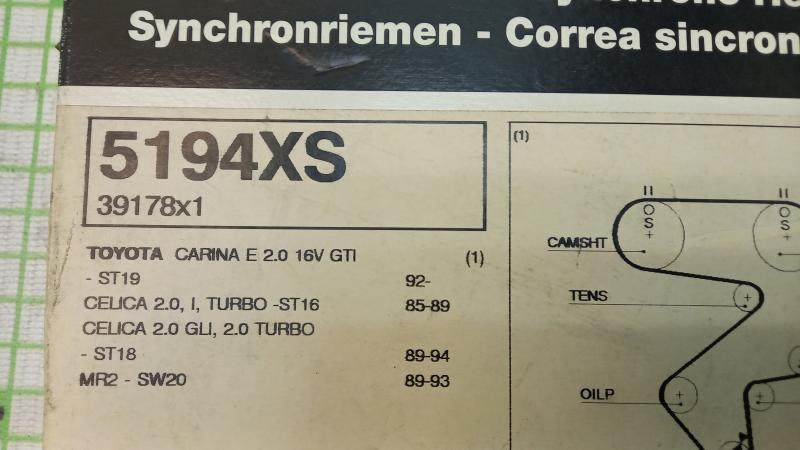 Synchronriemen - Correa sincron
5194XS
39178x1
TOYOTA CARINA E 2.0 16V GTI (1)
- ST19 92-
CELICA 2.0, I, TURBO -ST16 85-89
CELICA 2.0 GLI, 2.0 TURBO
- ST18 89-94
MR2 - SW20 89-93
(1)
II II
O O
S S
+ +
CAMSHT
TENS +
OILP + +